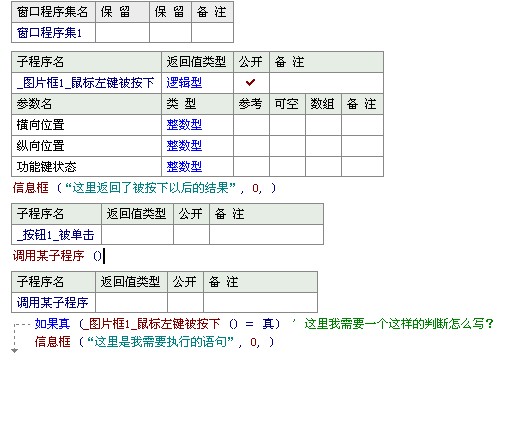 窗口程序集名 保 留 保 留 备 注
窗口程序集1
子程序名 返回值类型 公开 备 注
_图片框1_鼠标左键被按下 逻辑型 ✓
参数名 类 型 参考 可空 数组 备 注
横向位置 整数型
纵向位置 整数型
功能键状态 整数型
信息框 (“这里返回了被按下以后的结果”, 0, )
子程序名 返回值类型 公开 备 注
_按钮1_被单击
调用某子程序 ()
子程序名 返回值类型 公开 备 注
调用某子程序
如果真 (_图片框1_鼠标左键被按下 () = 真) ' 这里我需要一个这样的判断怎么写?
信息框 (“这里是我需要执行的语句”, 0, )